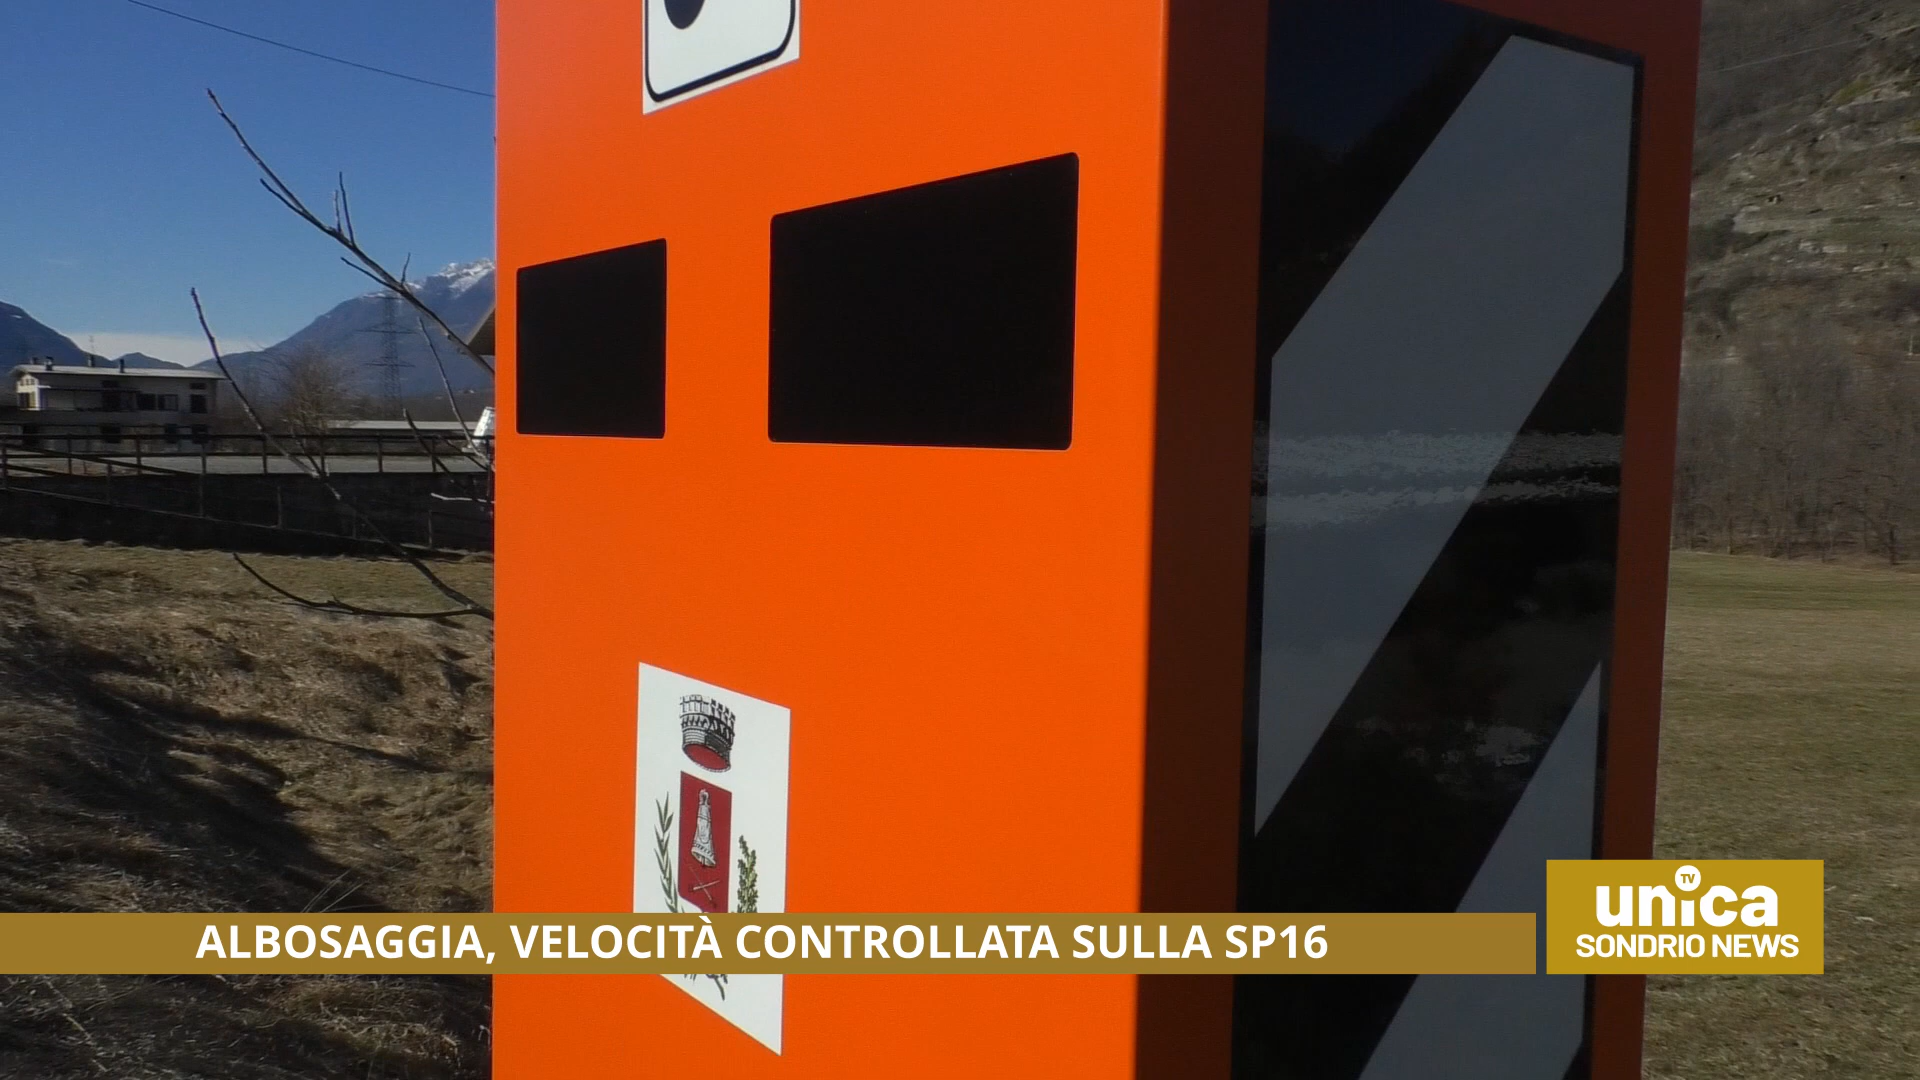 ALBOSAGGIA, VELOCITÀ CONTROLLATA SULLA SP16
TV
unica
SONDRIO NEWS